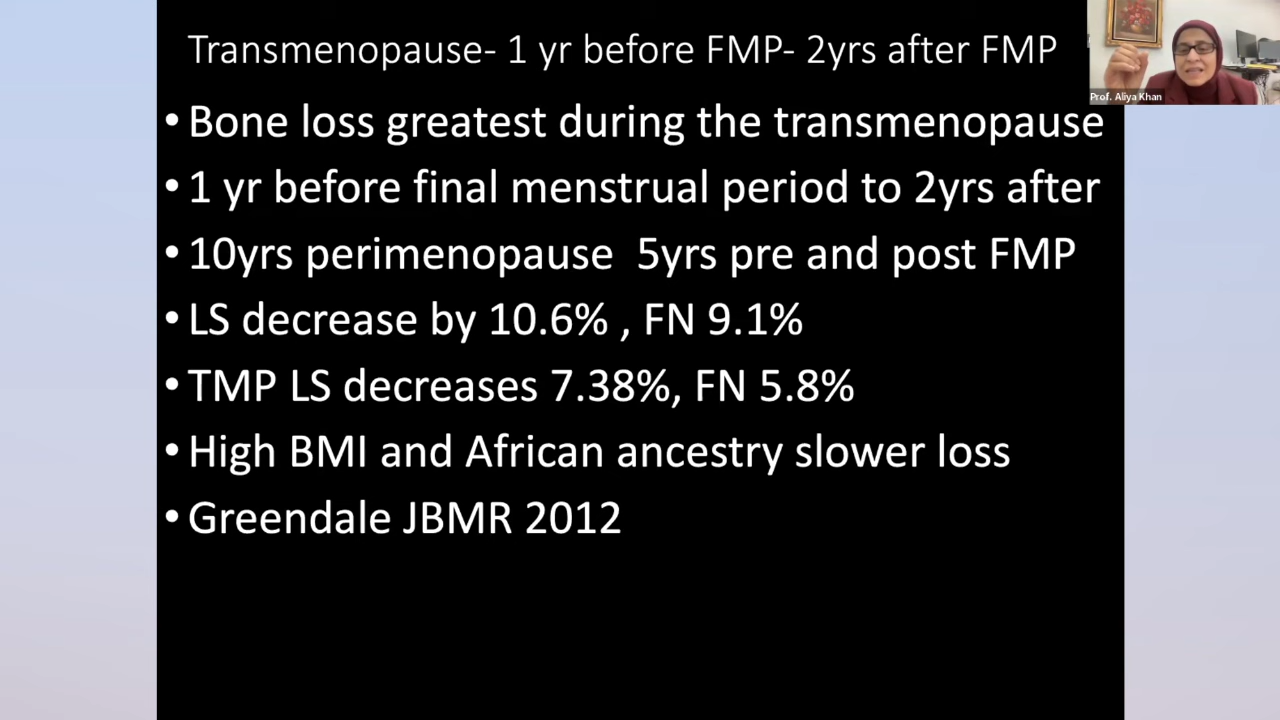 Transmenopause- 1 yr before FMP- 2yrs after FMP
Prof. Aliya Khan
• Bone loss greatest during the transmenopause
• 1 yr before final menstrual period to 2yrs after
• 10yrs perimenopause  5yrs pre and post FMP
• LS decrease by 10.6% , FN 9.1%
• TMP LS decreases 7.38%, FN 5.8%
• High BMI and African ancestry slower loss
• Greendale JBMR 2012